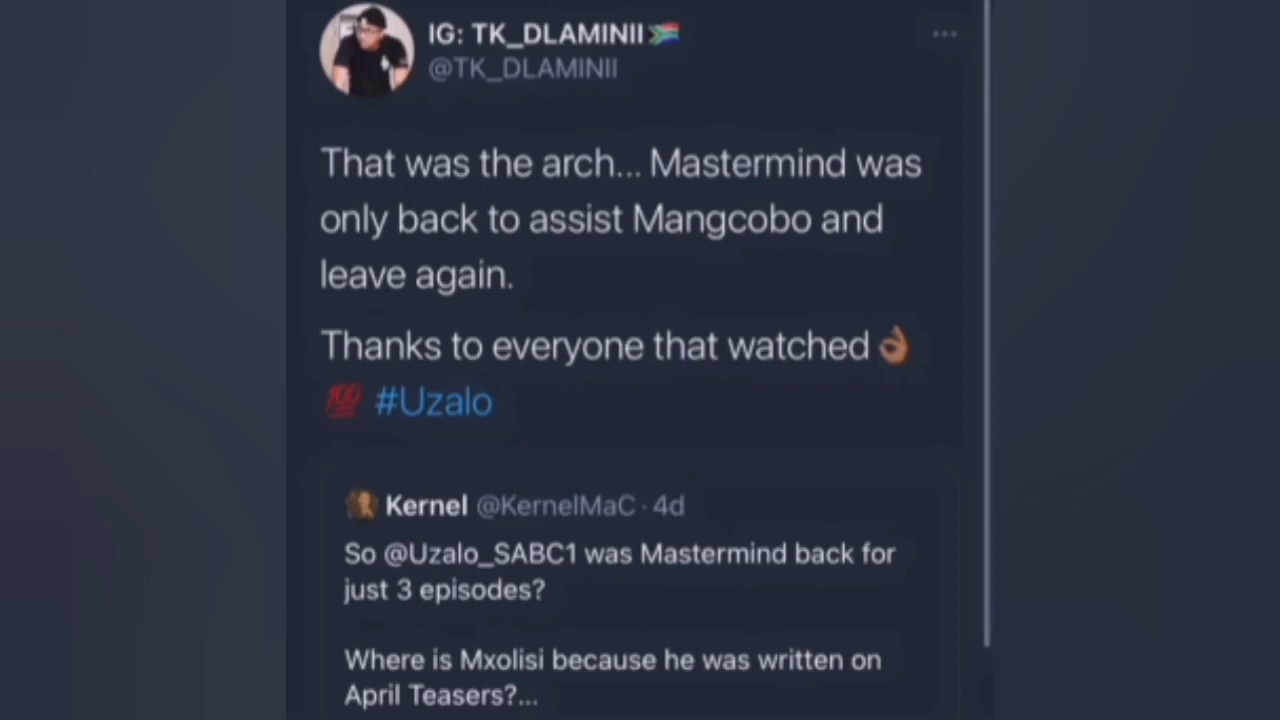 IG: TK_DLAMINII🇿🇦
@TK_DLAMINII
That was the arch... Mastermind was
only back to assist Mangcobo and
leave again.
Thanks to everyone that watched👌🏾
💯 #Uzalo
Kernel @KernelMaC · 4d
So @Uzalo_SABC1 was Mastermind back for
just 3 episodes?
Where is Mxolisi because he was written on
April Teasers?...